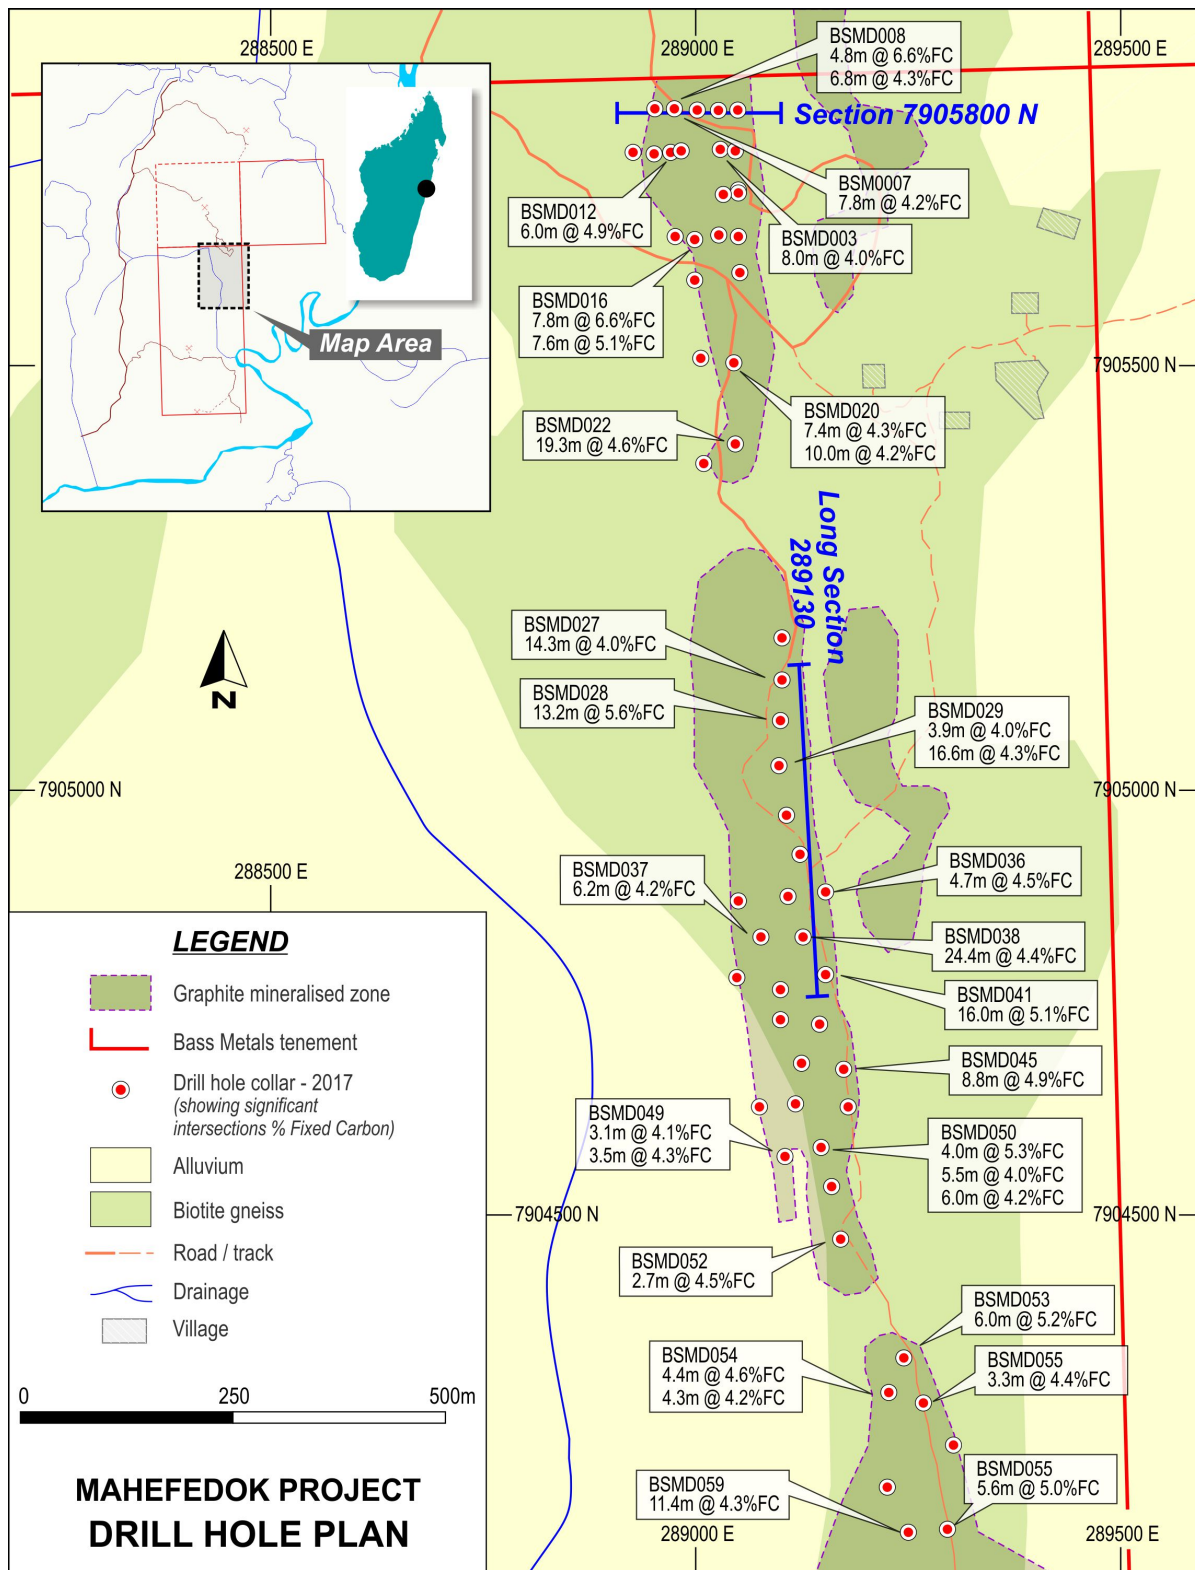 288500 E
289000 E
289500 E
BSMD008
4.8m @ 6.6%FC
6.8m @ 4.3%FC
Section 7905800 N
BSM0007
7.8m @ 4.2%FC
BSMD012
6.0m @ 4.9%FC
BSMD003
8.0m @ 4.0%FC
BSMD016
7.8m @ 6.6%FC
7.6m @ 5.1%FC
Map Area
7905500 N
BSMD020
7.4m @ 4.3%FC
10.0m @ 4.2%FC
BSMD022
19.3m @ 4.6%FC
Long Section
289130
BSMD027
14.3m @ 4.0%FC
N
BSMD028
13.2m @ 5.6%FC
BSMD029
3.9m @ 4.0%FC
16.6m @ 4.3%FC
7905000 N
7905000 N
288500 E
BSMD037
6.2m @ 4.2%FC
BSMD036
4.7m @ 4.5%FC
BSMD038
24.4m @ 4.4%FC
BSMD041
16.0m @ 5.1%FC
BSMD045
8.8m @ 4.9%FC
BSMD049
3.1m @ 4.1%FC
3.5m @ 4.3%FC
BSMD050
4.0m @ 5.3%FC
5.5m @ 4.0%FC
6.0m @ 4.2%FC
7904500 N
7904500 N
BSMD052
2.7m @ 4.5%FC
BSMD053
6.0m @ 5.2%FC
BSMD054
4.4m @ 4.6%FC
4.3m @ 4.2%FC
BSMD055
3.3m @ 4.4%FC
BSMD059
11.4m @ 4.3%FC
BSMD055
5.6m @ 5.0%FC
289000 E
289500 E
LEGEND
Graphite mineralised zone
Bass Metals tenement
Drill hole collar - 2017
(showing significant
intersections % Fixed Carbon)
Alluvium
Biotite gneiss
Road / track
Drainage
Village
0
250
500m
MAHEFEDOK PROJECT
DRILL HOLE PLAN